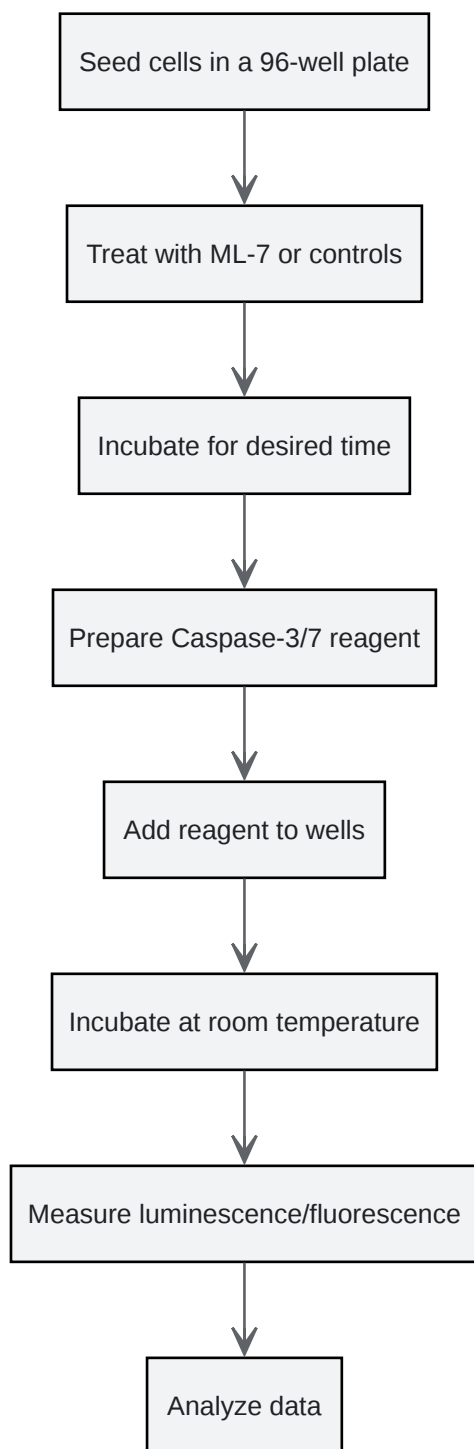 Seed cells in a 96-well plate
Treat with ML-7 or controls
Incubate for desired time
Prepare Caspase-3/7 reagent
Add reagent to wells
Incubate at room temperature
Measure luminescence/fluorescence
Analyze data